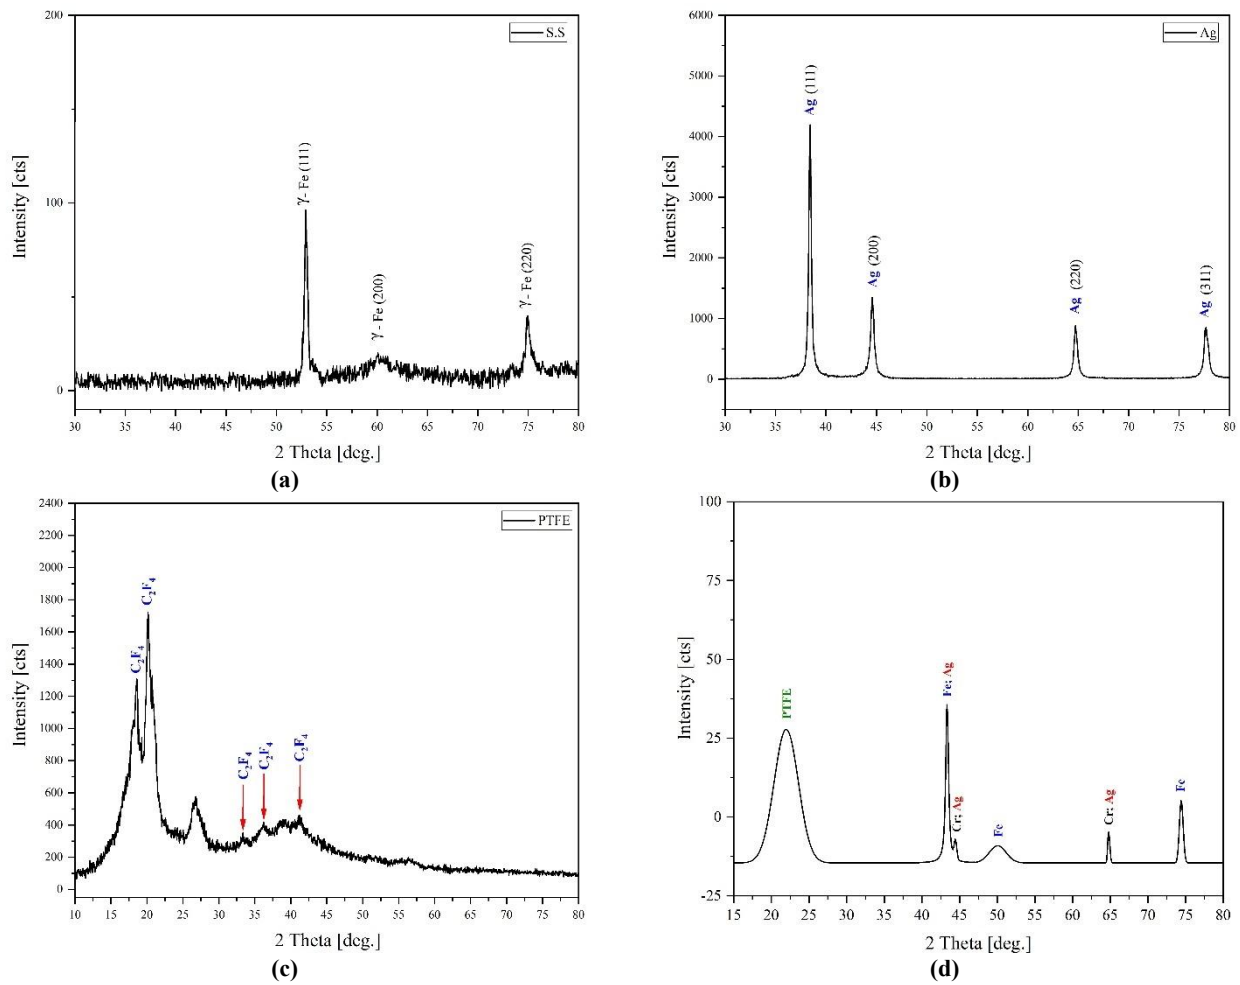 S.S
200
100
0
Intensity [cts]
γ- Fe (111)
γ - Fe (200)
γ- Fe (220)
30 35 40 45 50 55 60 65 70 75 80
2 Theta [deg.]
(a)
Ag
6000
5000
4000
3000
2000
1000
0
Intensity [cts]
Ag (111)
Ag (200)
Ag (220)
Ag (311)
30 35 40 45 50 55 60 65 70 75 80
2 Theta [deg.]
(b)
PTFE
2400
2200
2000
1800
1600
1400
1200
1000
800
600
400
200
0
Intensity [cts]
C₂F₄
C₂F₄
C₂F₄
C₂F₄
C₂F₄
10 15 20 25 30 35 40 45 50 55 60 65 70 75 80
2 Theta [deg.]
(c)
100
75
50
25
0
-25
Intensity [cts]
PTFE
Fe; Ag
Cr; Ag
Fe
Cr; Ag
Fe
15 20 25 30 35 40 45 50 55 60 65 70 75 80
2 Theta [deg.]
(d)